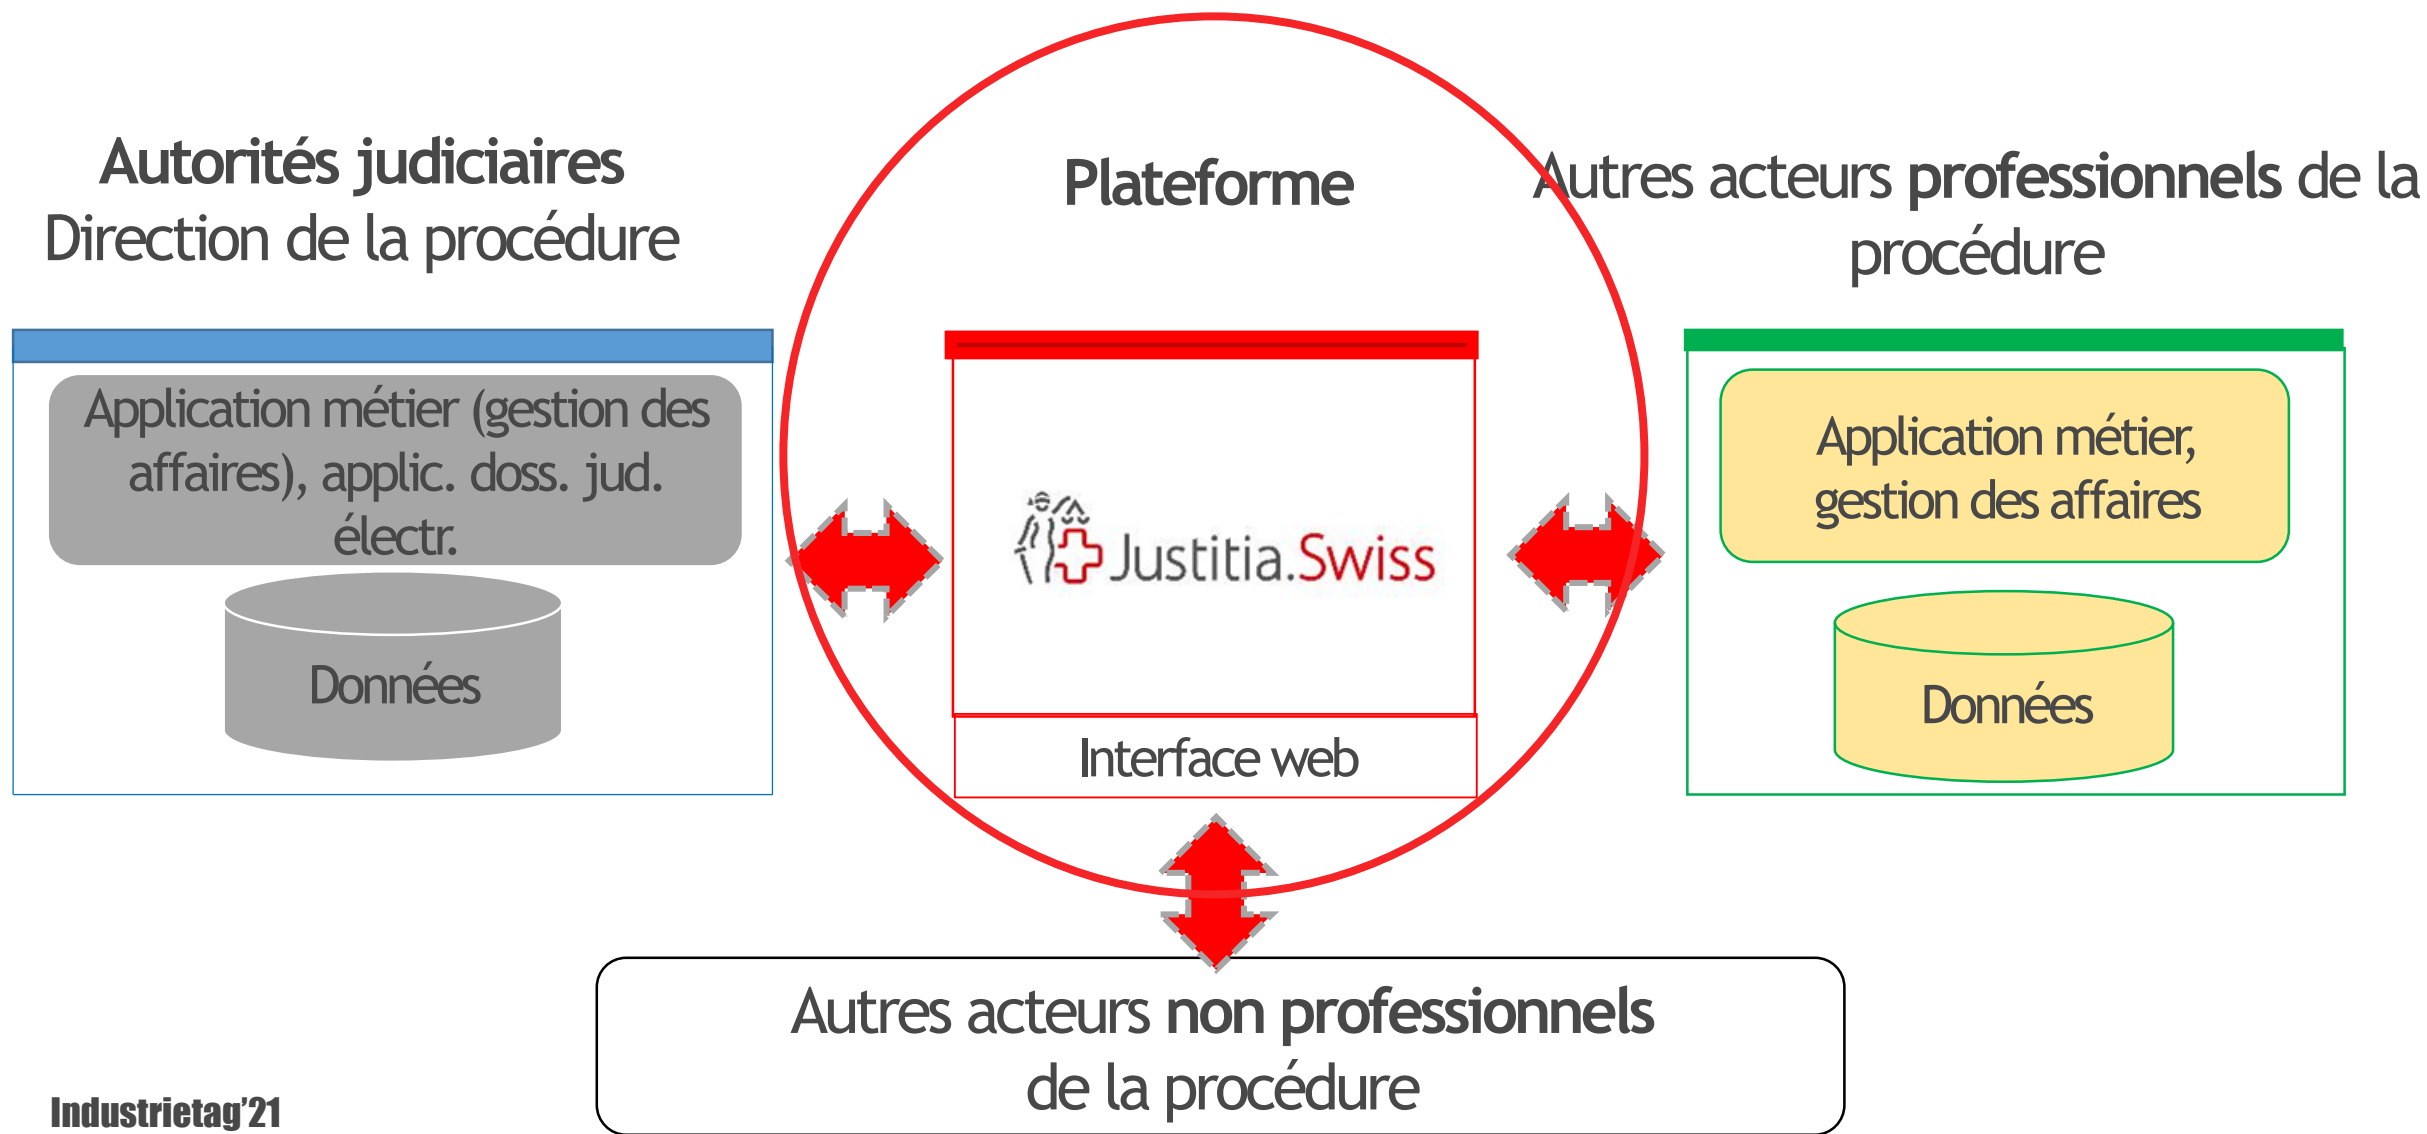 Autorités judiciaires
Direction de la procédure
Plateforme
Autres acteurs professionnels de la
procédure
Application métier (gestion des
affaires), applic. doss. jud.
électr.
Données
Justitia.Swiss
Interface web
Application métier,
gestion des affaires
Données
Autres acteurs non professionnels
de la procédure
Industrietag’21